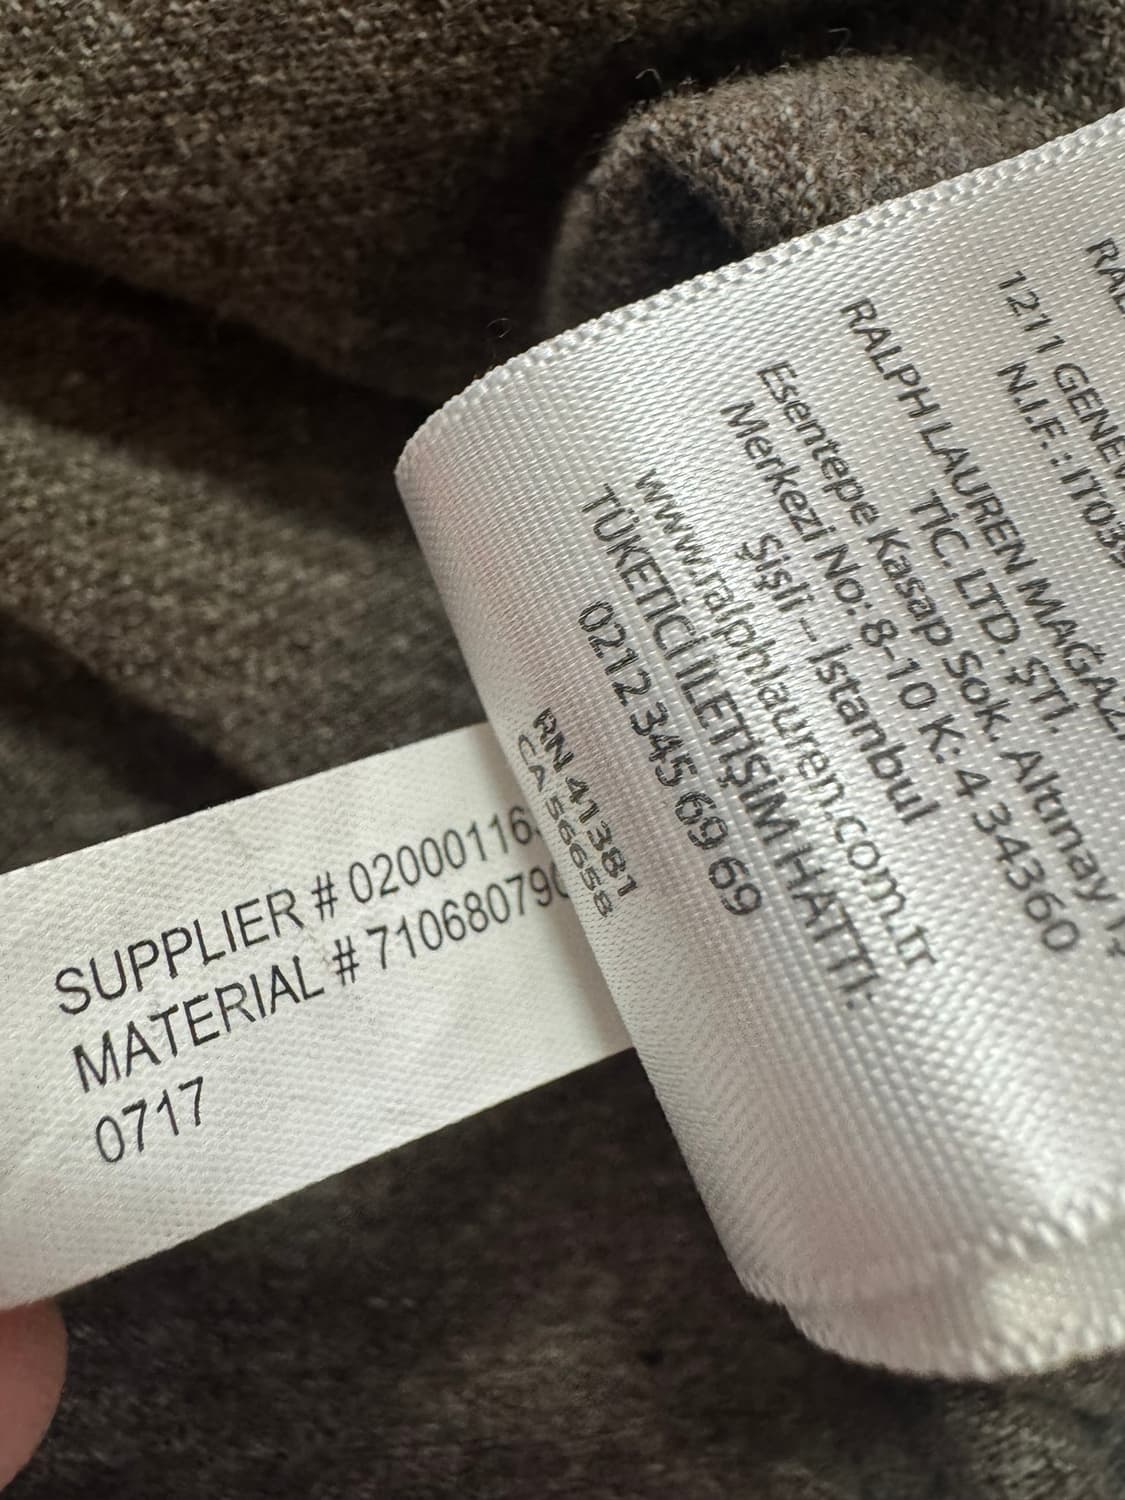 1211 GENEV
N.I.F. : IT03
RALPH LAUREN MAĞAZ
TİC. LTD. ŞTİ.
Esentepe Kasap Sok. Altınay
Merkezi No: 8-10 K: 4 34360
Şişli – İstanbul
www.ralphlauren.com.tr
TÜKETİCİ İLETİŞİM HATTI:
0212 345 69 69
RN 41381
CA 56658
SUPPLIER # 02000116
MATERIAL # 710680790
0717